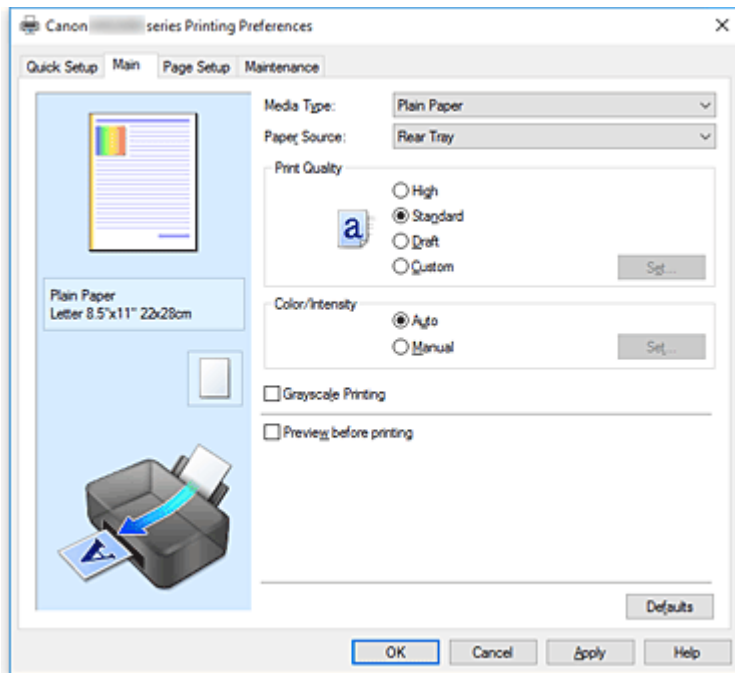 Canon series Printing Preferences
Quick Setup Main Page Setup Maintenance
Media Type: Plain Paper
Paper Source: Rear Tray
Print Quality
High
a Standard
Draft
Custom Set...
Plain Paper
Letter 8.5"x11" 22x28cm
Color/Intensity
Auto
Manual Set...
Grayscale Printing
Preview before printing
A
Defaults
OK Cancel Apply Help